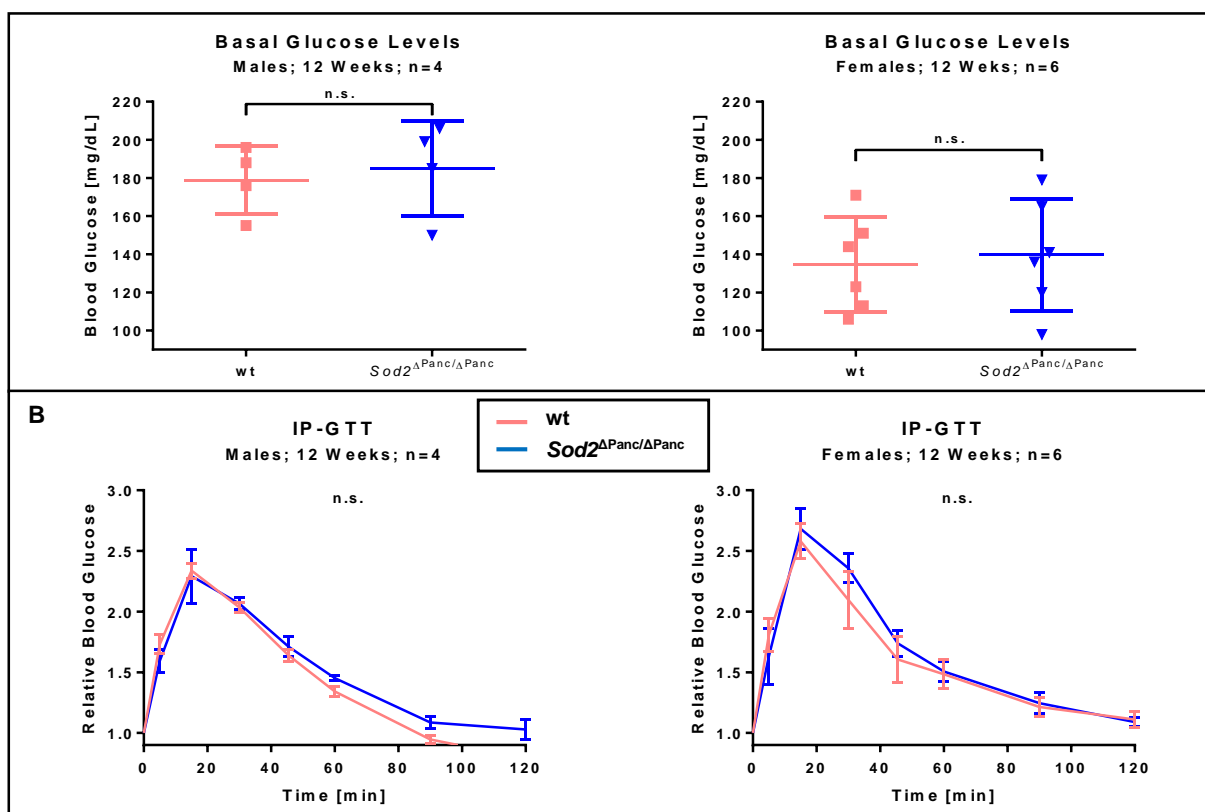 Basal Glucose Levels
Males; 12 Weeks; n=4
n.s.
220
200
180
160
140
120
100
Blood Glucose [mg/dL]
wt
Sod2ΔPanc/ΔPanc
Basal Glucose Levels
Females; 12 Weeks; n=6
n.s.
220
200
180
160
140
120
100
Blood Glucose [mg/dL]
wt
Sod2ΔPanc/ΔPanc
B
wt
Sod2ΔPanc/ΔPanc
IP-GTT
Males; 12 Weeks; n=4
n.s.
3.0
2.5
2.0
1.5
1.0
Relative Blood Glucose
0 20 40 60 80 100 120
Time [min]
IP-GTT
Females; 12 Weeks; n=6
n.s.
3.0
2.5
2.0
1.5
1.0
Relative Blood Glucose
0 20 40 60 80 100 120
Time [min]